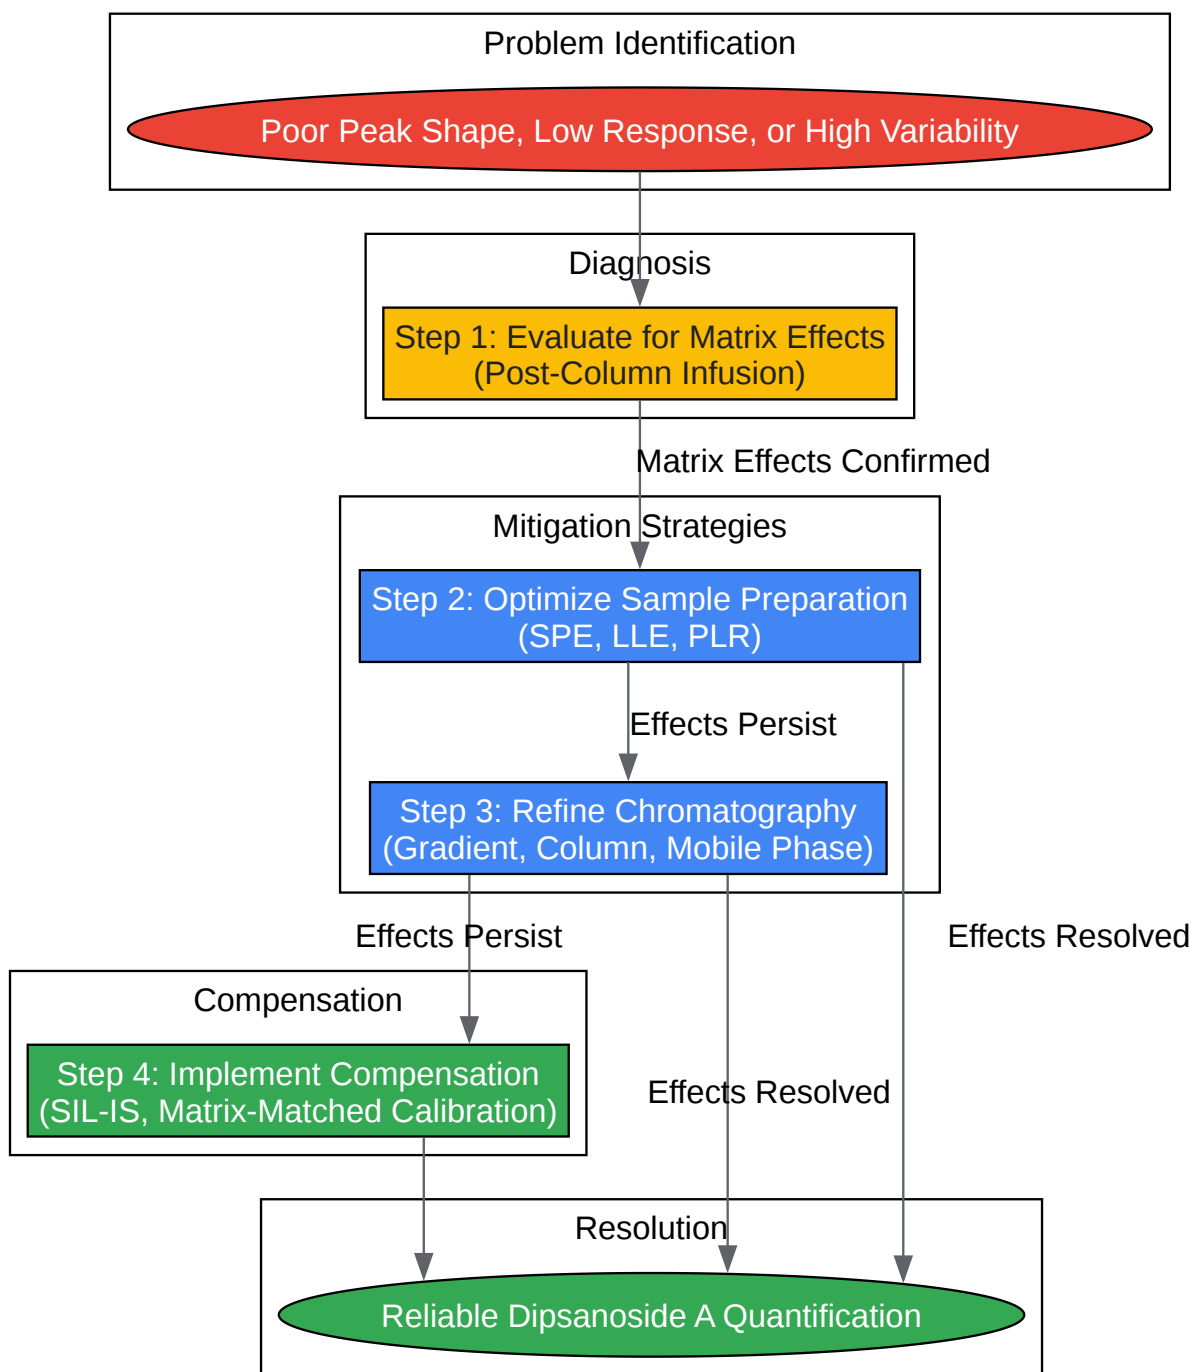 Problem Identification
Poor Peak Shape, Low Response, or High Variability
Diagnosis
Step 1: Evaluate for Matrix Effects
(Post-Column Infusion)
Matrix Effects Confirmed
Mitigation Strategies
Step 2: Optimize Sample Preparation
(SPE, LLE, PLR)
Effects Persist
Step 3: Refine Chromatography
(Gradient, Column, Mobile Phase)
Effects Persist
Effects Resolved
Compensation
Step 4: Implement Compensation
(SIL-IS, Matrix-Matched Calibration)
Effects Resolved
Resolution
Reliable Dipsanoside A Quantification